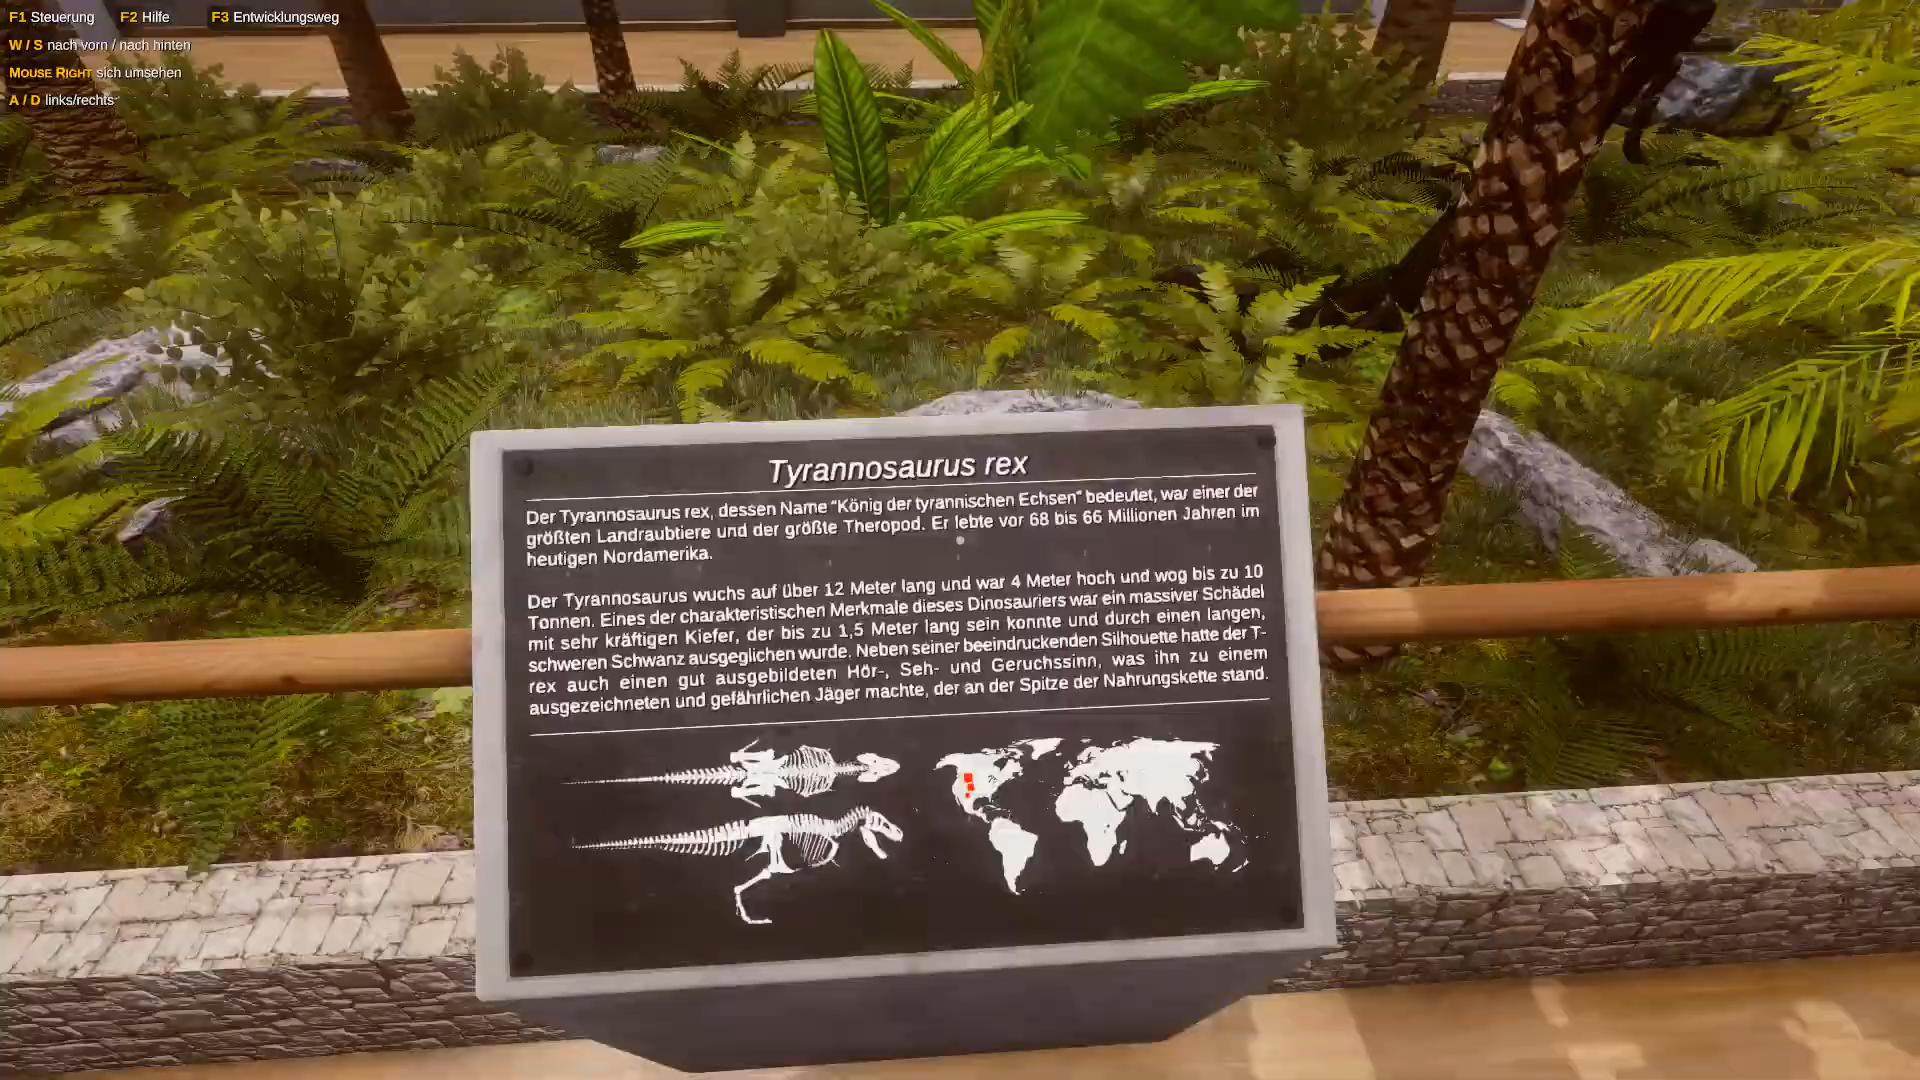 F1 Steuerung F2 Hilfe F3 Entwicklungsweg
W / S nach vorn / nach hinten
MOUSE RIGHT sich umsehen
A / D links/rechts
Tyrannosaurus rex
Der Tyrannosaurus rex, dessen Name "König der tyrannischen Echsen" bedeutet, war einer der
größten Landraubtiere und der größte Theropod. Er lebte vor 68 bis 66 Millionen Jahren im
heutigen Nordamerika.
Der Tyrannosaurus wuchs auf über 12 Meter lang und war 4 Meter hoch und wog bis zu 10
Tonnen. Eines der charakteristischen Merkmale dieses Dinosauriers war ein massiver Schädel
mit sehr kräftigen Kiefer, der bis zu 1,5 Meter lang sein konnte und durch einen langen,
schweren Schwanz ausgeglichen wurde. Neben seiner beeindruckenden Silhouette hatte der T-
rex auch einen gut ausgebildeten Hör-, Seh- und Geruchssinn, was ihn zu einem
ausgezeichneten und gefährlichen Jäger machte, der an der Spitze der Nahrungskette stand.